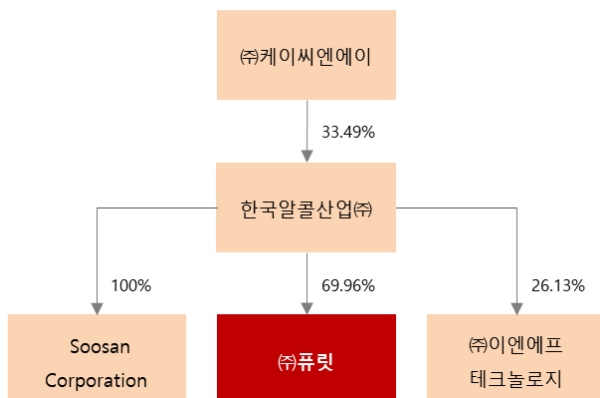 ㈜케이씨엔에이
33.49%
한국알콜산업㈜
100%
69.96%
26.13%
Soosan
Corporation
㈜퓨릿
㈜이엔에프
테크놀로지